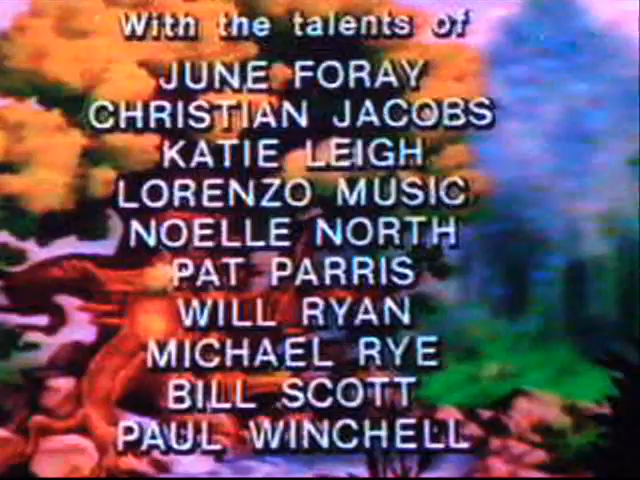 With the talents of
JUNE FORAY
CHRISTIAN JACOBS
KATIE LEIGH
LORENZO MUSIC
NOELLE NORTH
PAT PARRIS
WILL RYAN
MICHAEL RYE
BILL SCOTT
PAUL WINCHELL